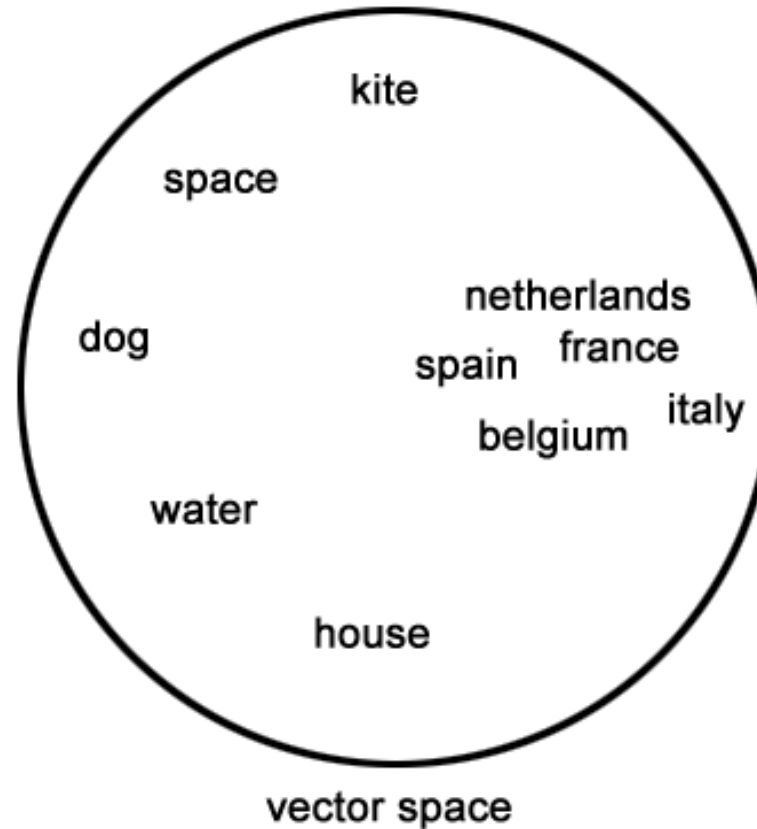 kite
space
netherlands
dog
france
spain
italy
belgium
water
house
vector space